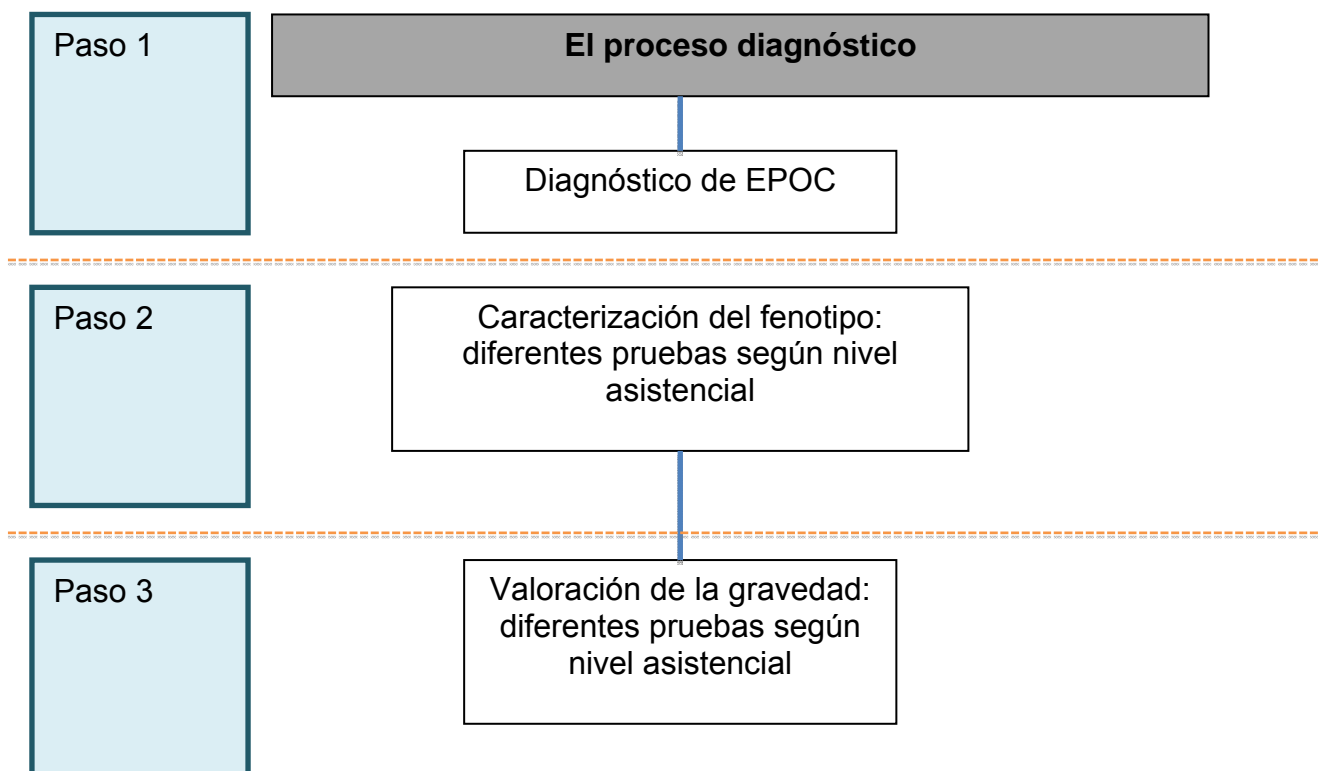 Paso 1
El proceso diagnóstico
Diagnóstico de EPOC
Paso 2
Caracterización del fenotipo:
diferentes pruebas según nivel
asistencial
Paso 3
Valoración de la gravedad:
diferentes pruebas según
nivel asistencial